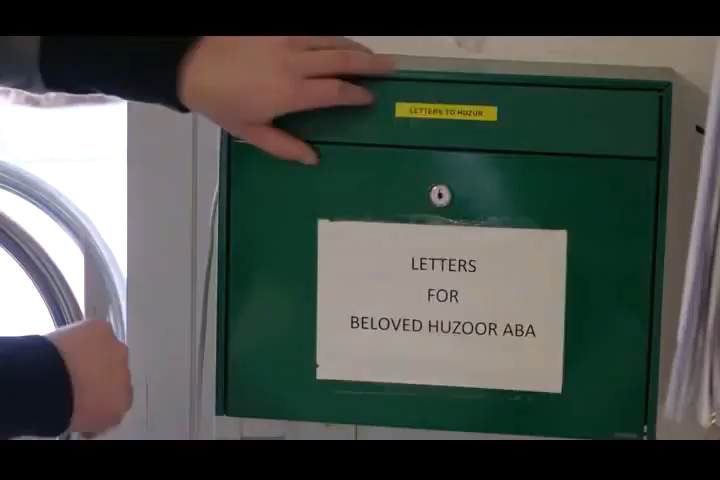 LETTERS TO HUZUR
LETTERS
FOR
BELOVED HUZOOR ABA